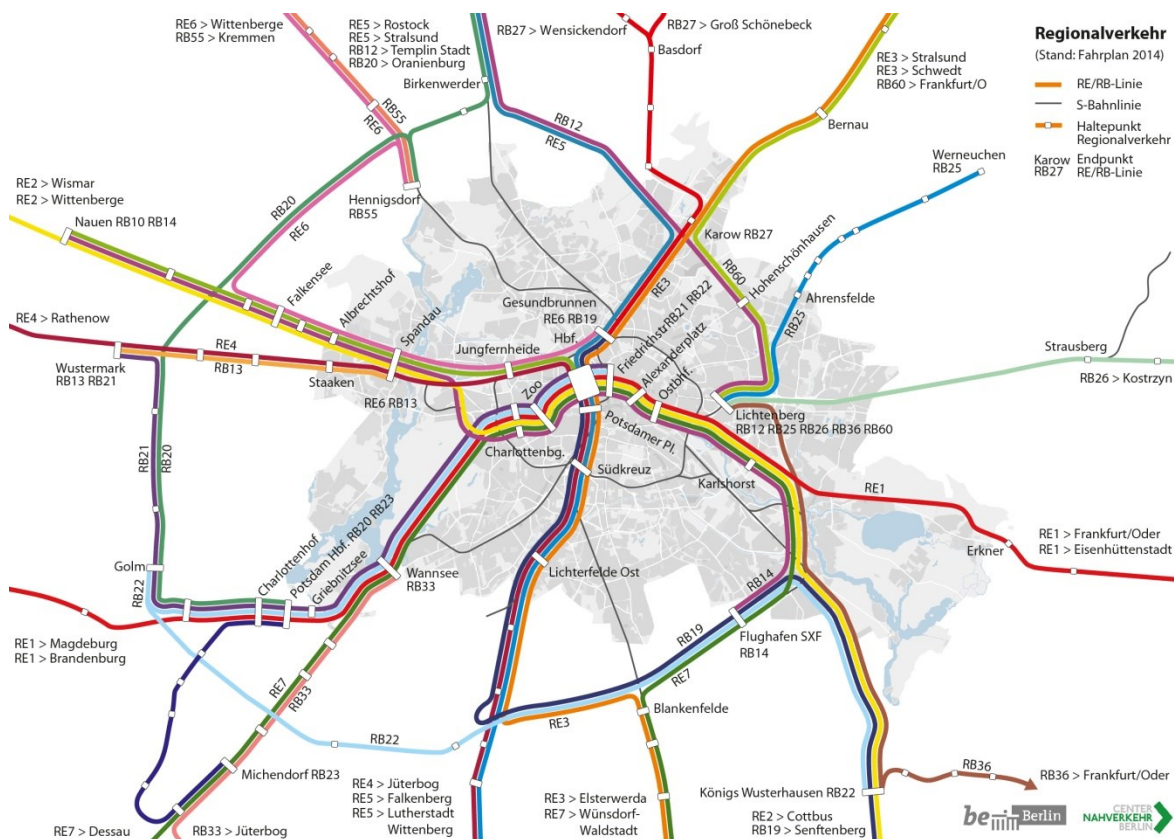 RE6 > Wittenberge
RB55 > Kremmen
RE5 > Rostock
RE5 > Stralsund
RB12 > Templin Stadt
RB20 > Oranienburg
Birkenwerder
RB27 > Wensickendorf
RB27 > Groß Schönebeck
Basdorf
RE3 > Stralsund
RE3 > Schwedt
RB60 > Frankfurt/O
Bernau
Regionalverkehr
(Stand: Fahrplan 2014)
RE/RB-Linie
S-Bahnlinie
Haltepunkt
Regionalverkehr
Karow Endpunkt
RB27 RE/RB-Linie
RB55
RE6
RB12
RE5
Werneuchen
RB25
RE2 > Wismar
RE2 > Wittenberge
Nauen RB10 RB14
Hennigsdorf
RB55
RB20
RE6
Karow RB27
RB60
Hohenschönhausen
Falkensee
Albrechtshof
Spandau
Gesundbrunnen
RE6 RB19
Hbf.
RE3
Friedrichstr. RB21 RB22
Alexanderplatz
Ostbhf.
Ahrensfelde
RB25
RE4 > Rathenow
RE4
RB13
Jungfernheide
Strausberg
RB26 > Kostrzyn
Wustermark
RB13 RB21
Staaken
RE6 RB13
Zoo
Charlottenbg.
Potsdamer Pl.
Lichtenberg
RB12 RB25 RB26 RB36 RB60
RB21
RB20
Südkreuz
Karlshorst
RE1
Golm
RB22
Charlottenhof
Potsdam Hbf. RB20 RB23
Griebnitzsee
Wannsee
RB33
Lichterfelde Ost
Erkner
RE1 > Frankfurt/Oder
RE1 > Eisenhüttenstadt
RB14
RE1 > Magdeburg
RE1 > Brandenburg
RB19
RE7
Flughafen SXF
RB14
RE7
RB33
RE3
Blankenfelde
RB22
Michendorf RB23
RB36
RB36 > Frankfurt/Oder
RE4 > Jüterbog
RE5 > Falkenberg
RE5 > Lutherstadt
Wittenberg
RE3 > Elsterwerda
RE7 > Wünsdorf-
Waldstadt
Königs Wusterhausen RB22
RE2 > Cottbus
RB19 > Senftenberg
RE7 > Dessau
RB33 > Jüterbog
be Berlin
CENTER
NAHVERKEHR
BERLIN